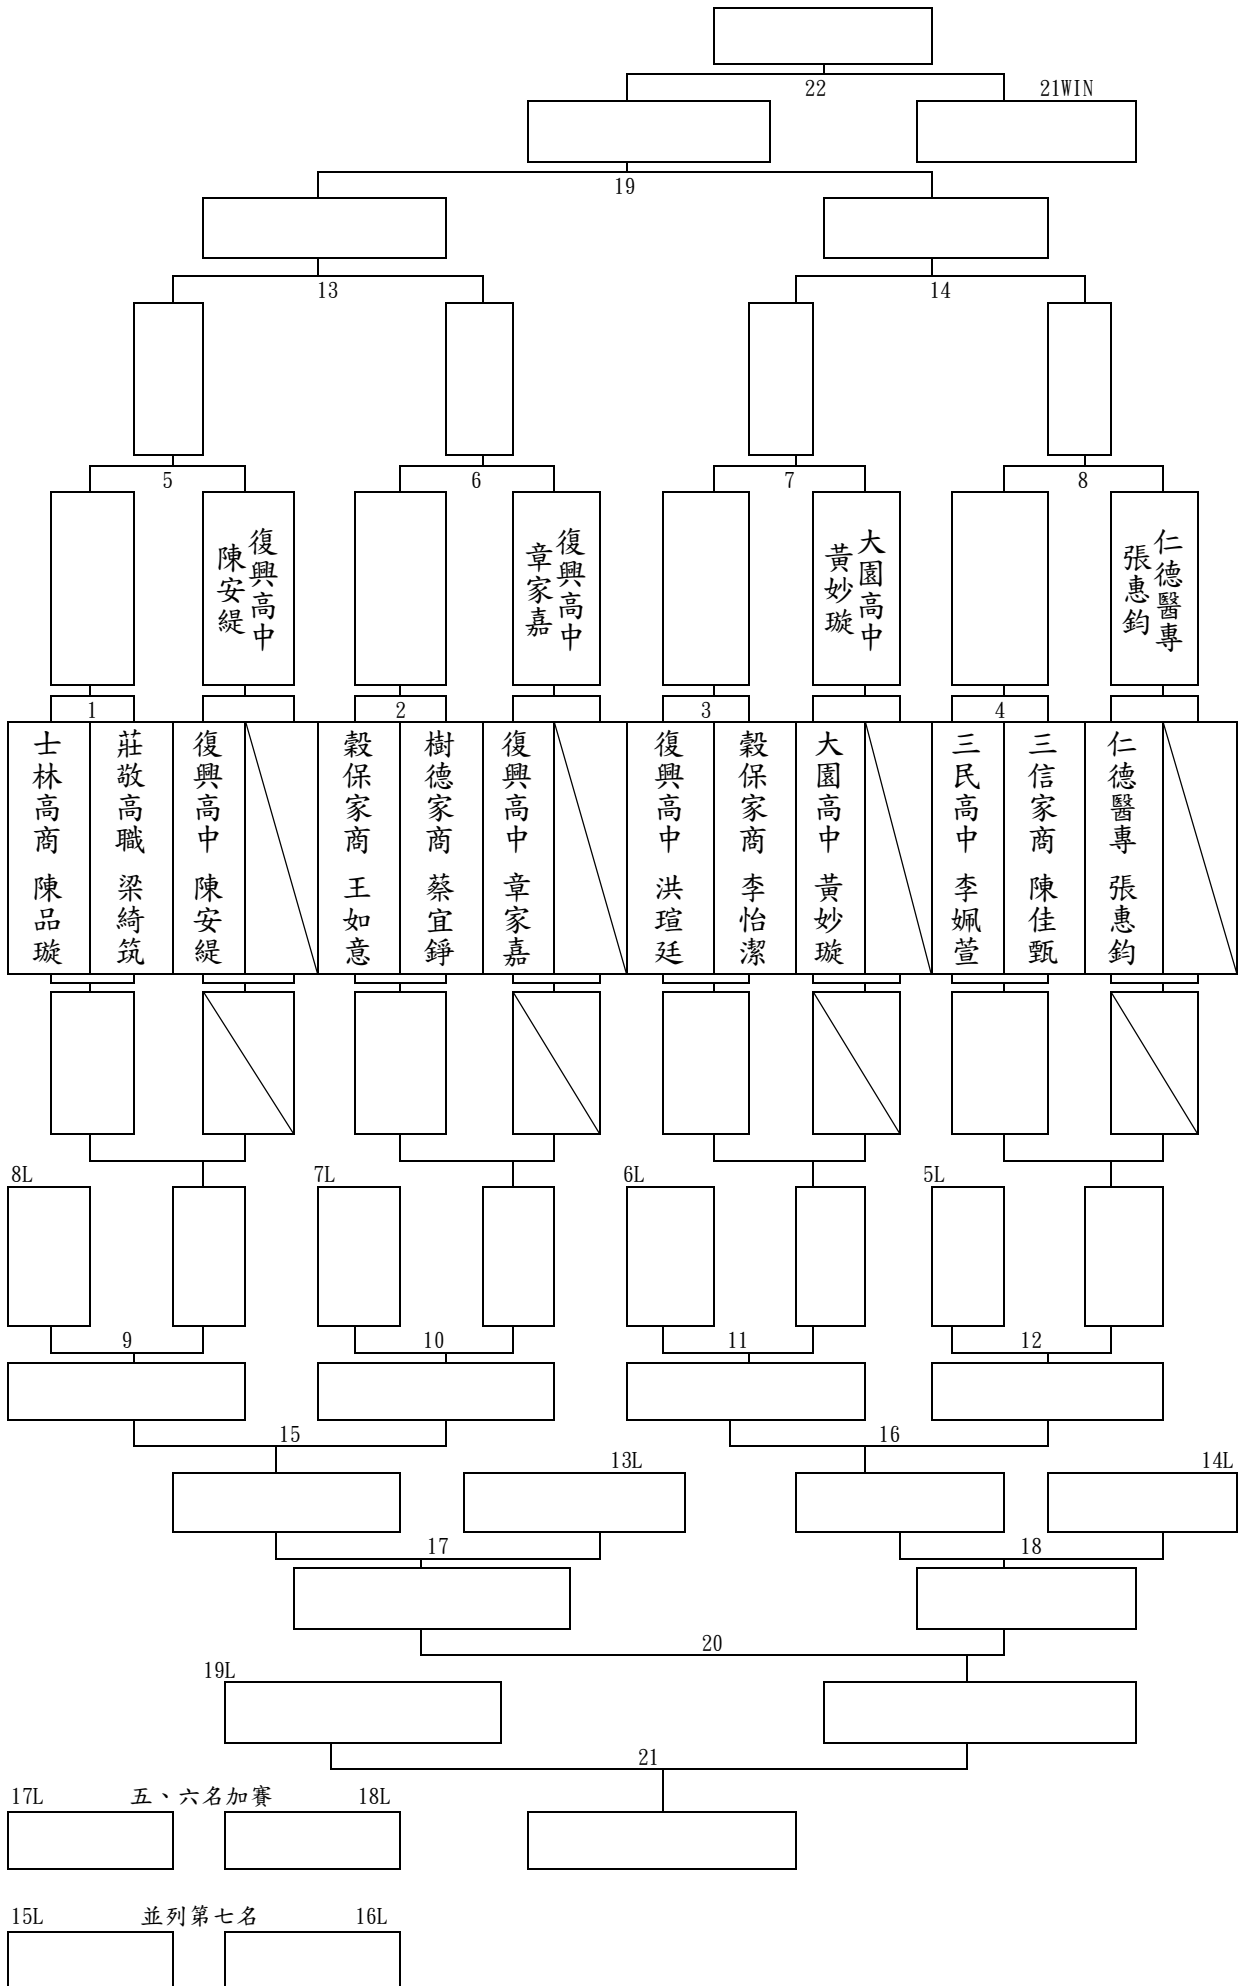 22
21WIN
19
13
14
5
6
7
8
復興高中
陳安緹
復興高中
章家嘉
大園高中
黃妙璇
仁德醫專
張惠鈞
1
2
3
4
士林高商 陳品璇
莊敬高職 梁綺筑
復興高中 陳安緹
穀保家商 王如意
樹德家商 蔡宜錚
復興高中 章家嘉
復興高中 洪瑄廷
穀保家商 李怡潔
大園高中 黃妙璇
三民高中 李姵萱
三信家商 陳佳甄
仁德醫專 張惠鈞
8L
7L
6L
5L
9
10
11
12
15
16
13L
14L
17
18
20
19L
21
17L 五、六名加賽 18L
15L 並列第七名 16L